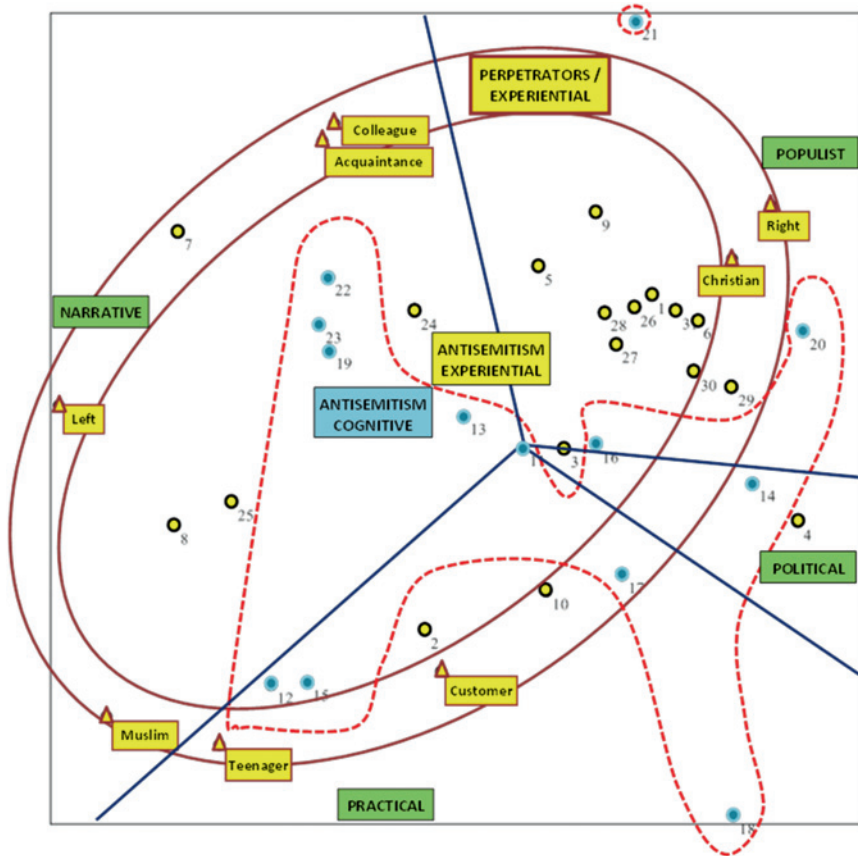 21
PERPETRATORS /
EXPERIENTIAL
Colleague
Acquaintance
POPULIST
Right
9
7
5
Christian
22
NARRATIVE
24
28
26
1
3
6
20
23
27
19
ANTISEMITISM
EXPERIENTIAL
30
29
ANTISEMITISM
COGNITIVE
Left
13
3
16
14
25
8
4
POLITICAL
17
10
2
12
15
Customer
Muslim
Teenager
PRACTICAL
18